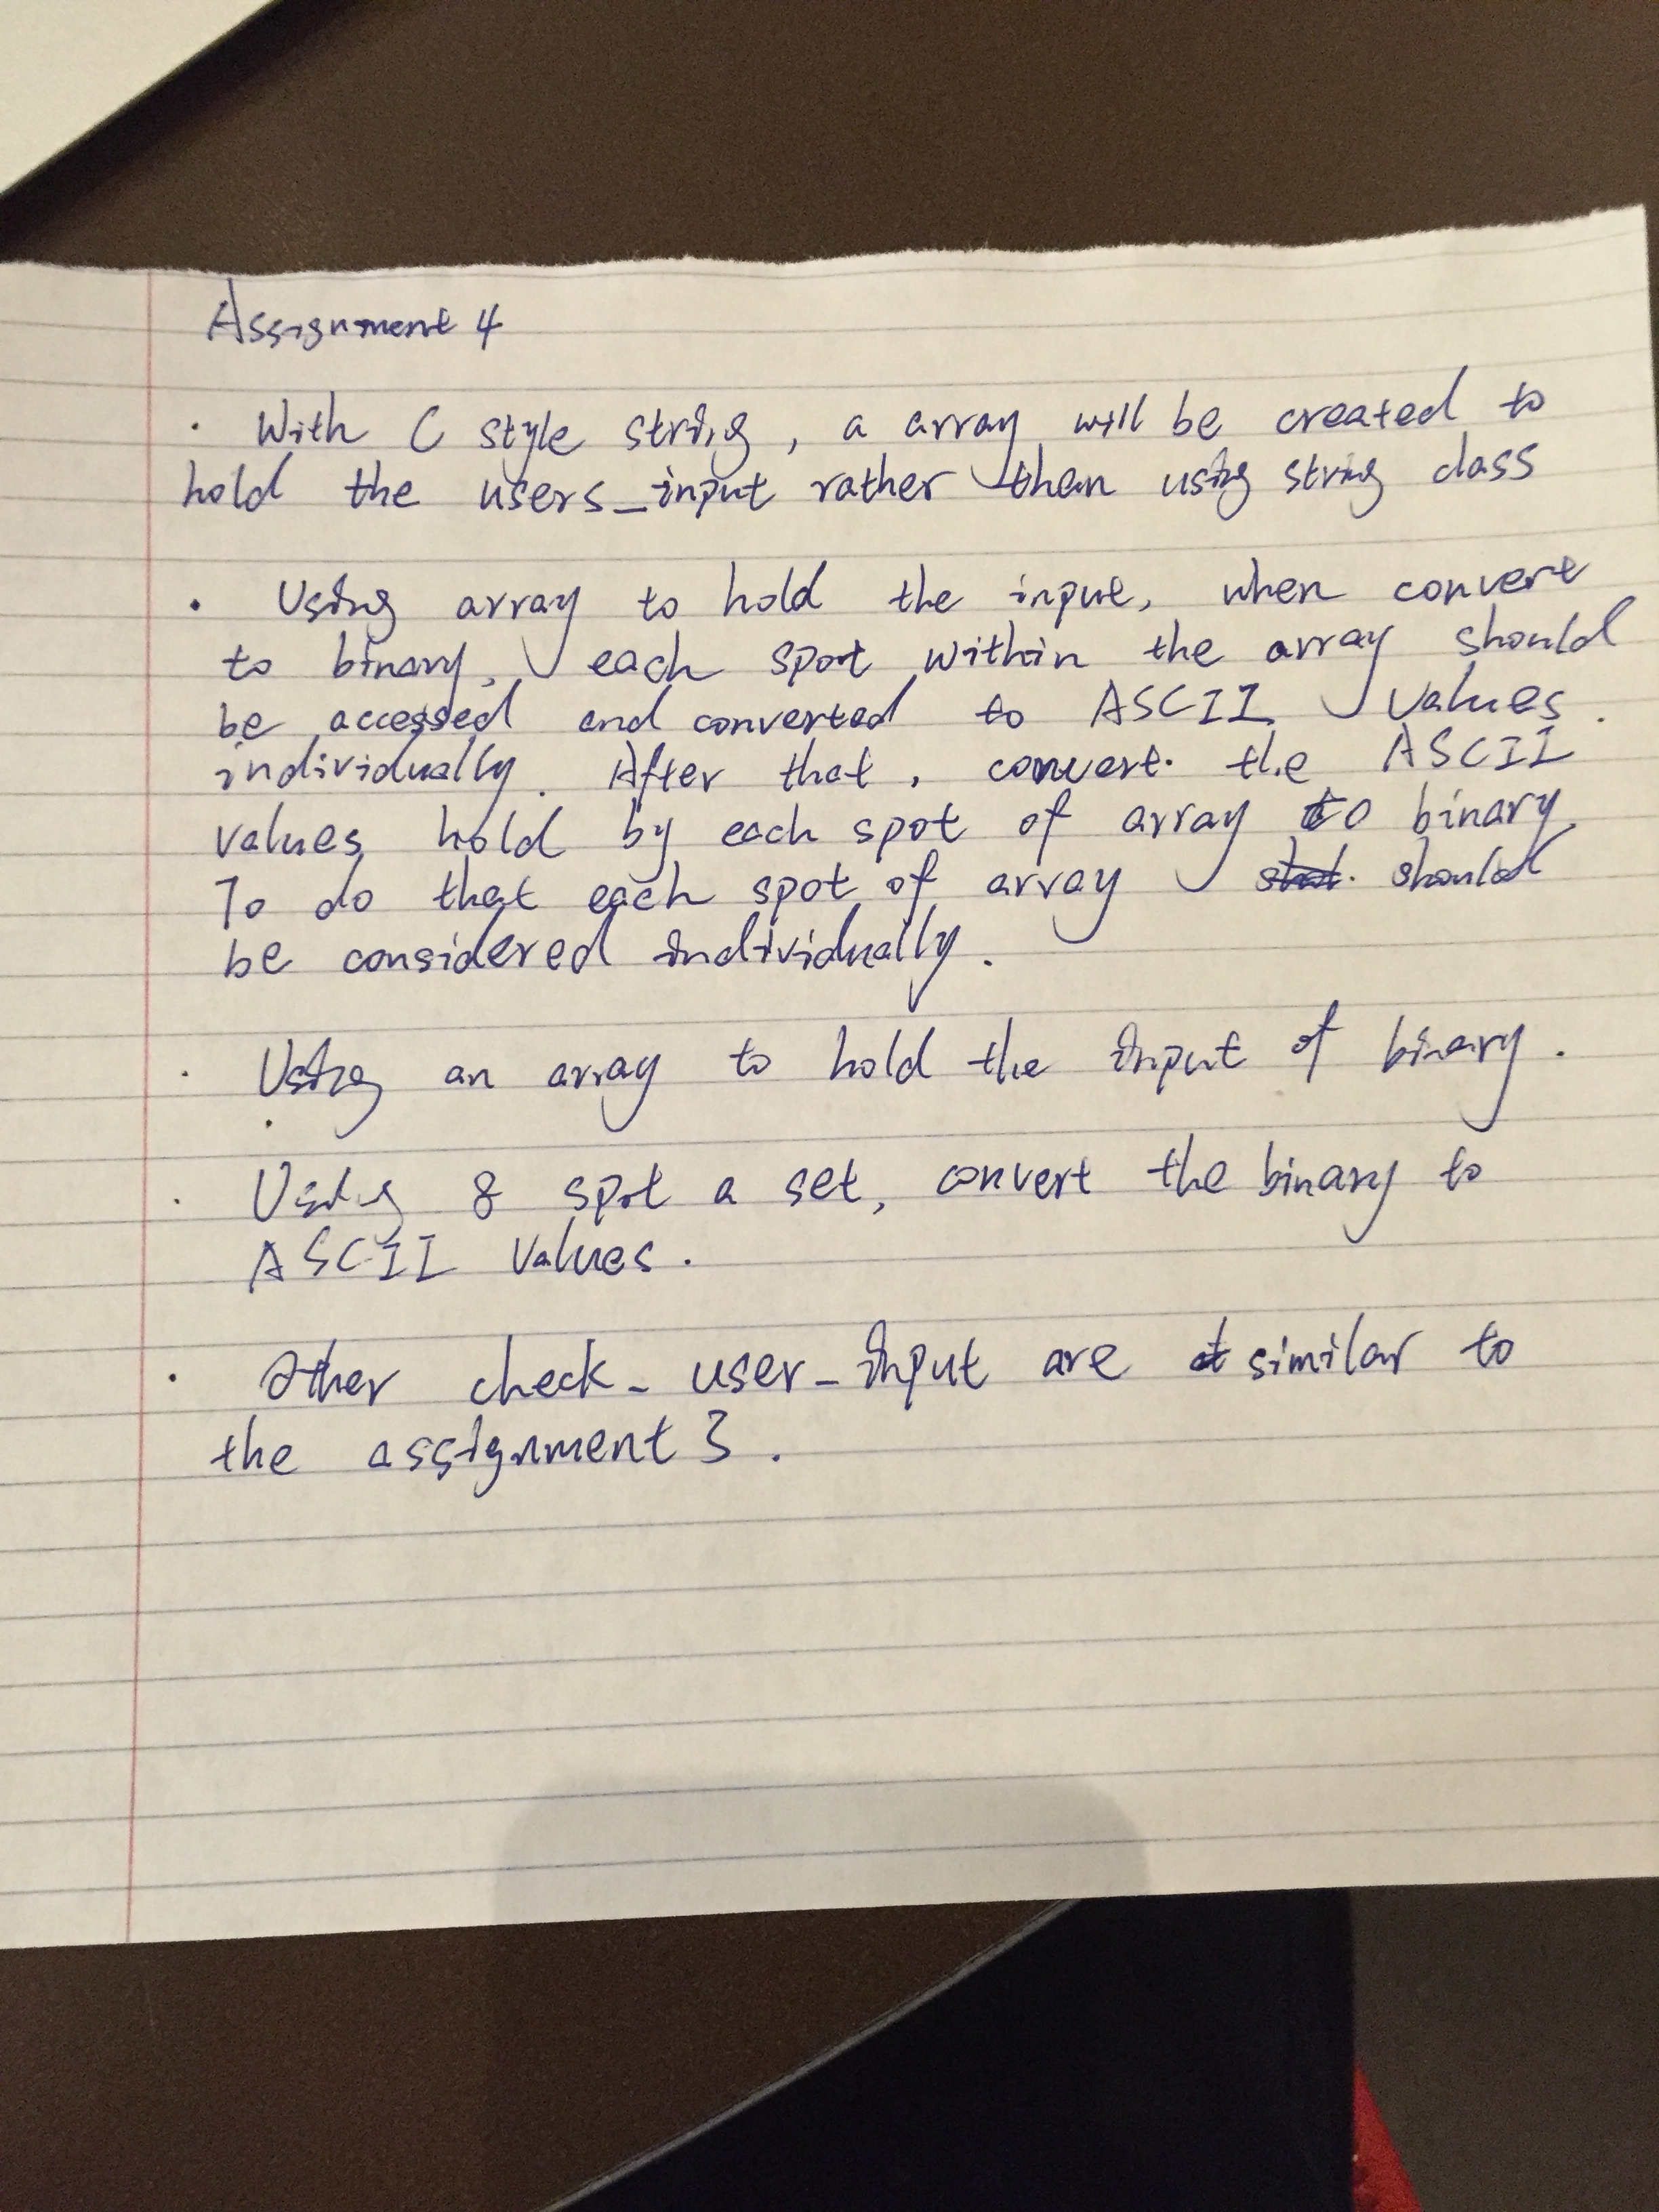 Assignment 4
· With C style string, a array will be created to
hold the users_input rather than using string class
· Using array to hold the input, when convert
to binary, each spot within the array should
be accessed and converted to ASCII values
individually. After that, convert the ASCII
values hold by each spot of array to binary.
To do that each spot of array should
be considered individually.
· Using an array to hold the input of binary.
· Using 8 spot a set, convert the binary to
ASCII Values.
· Other check_user_input are similar to
the assignment 3.